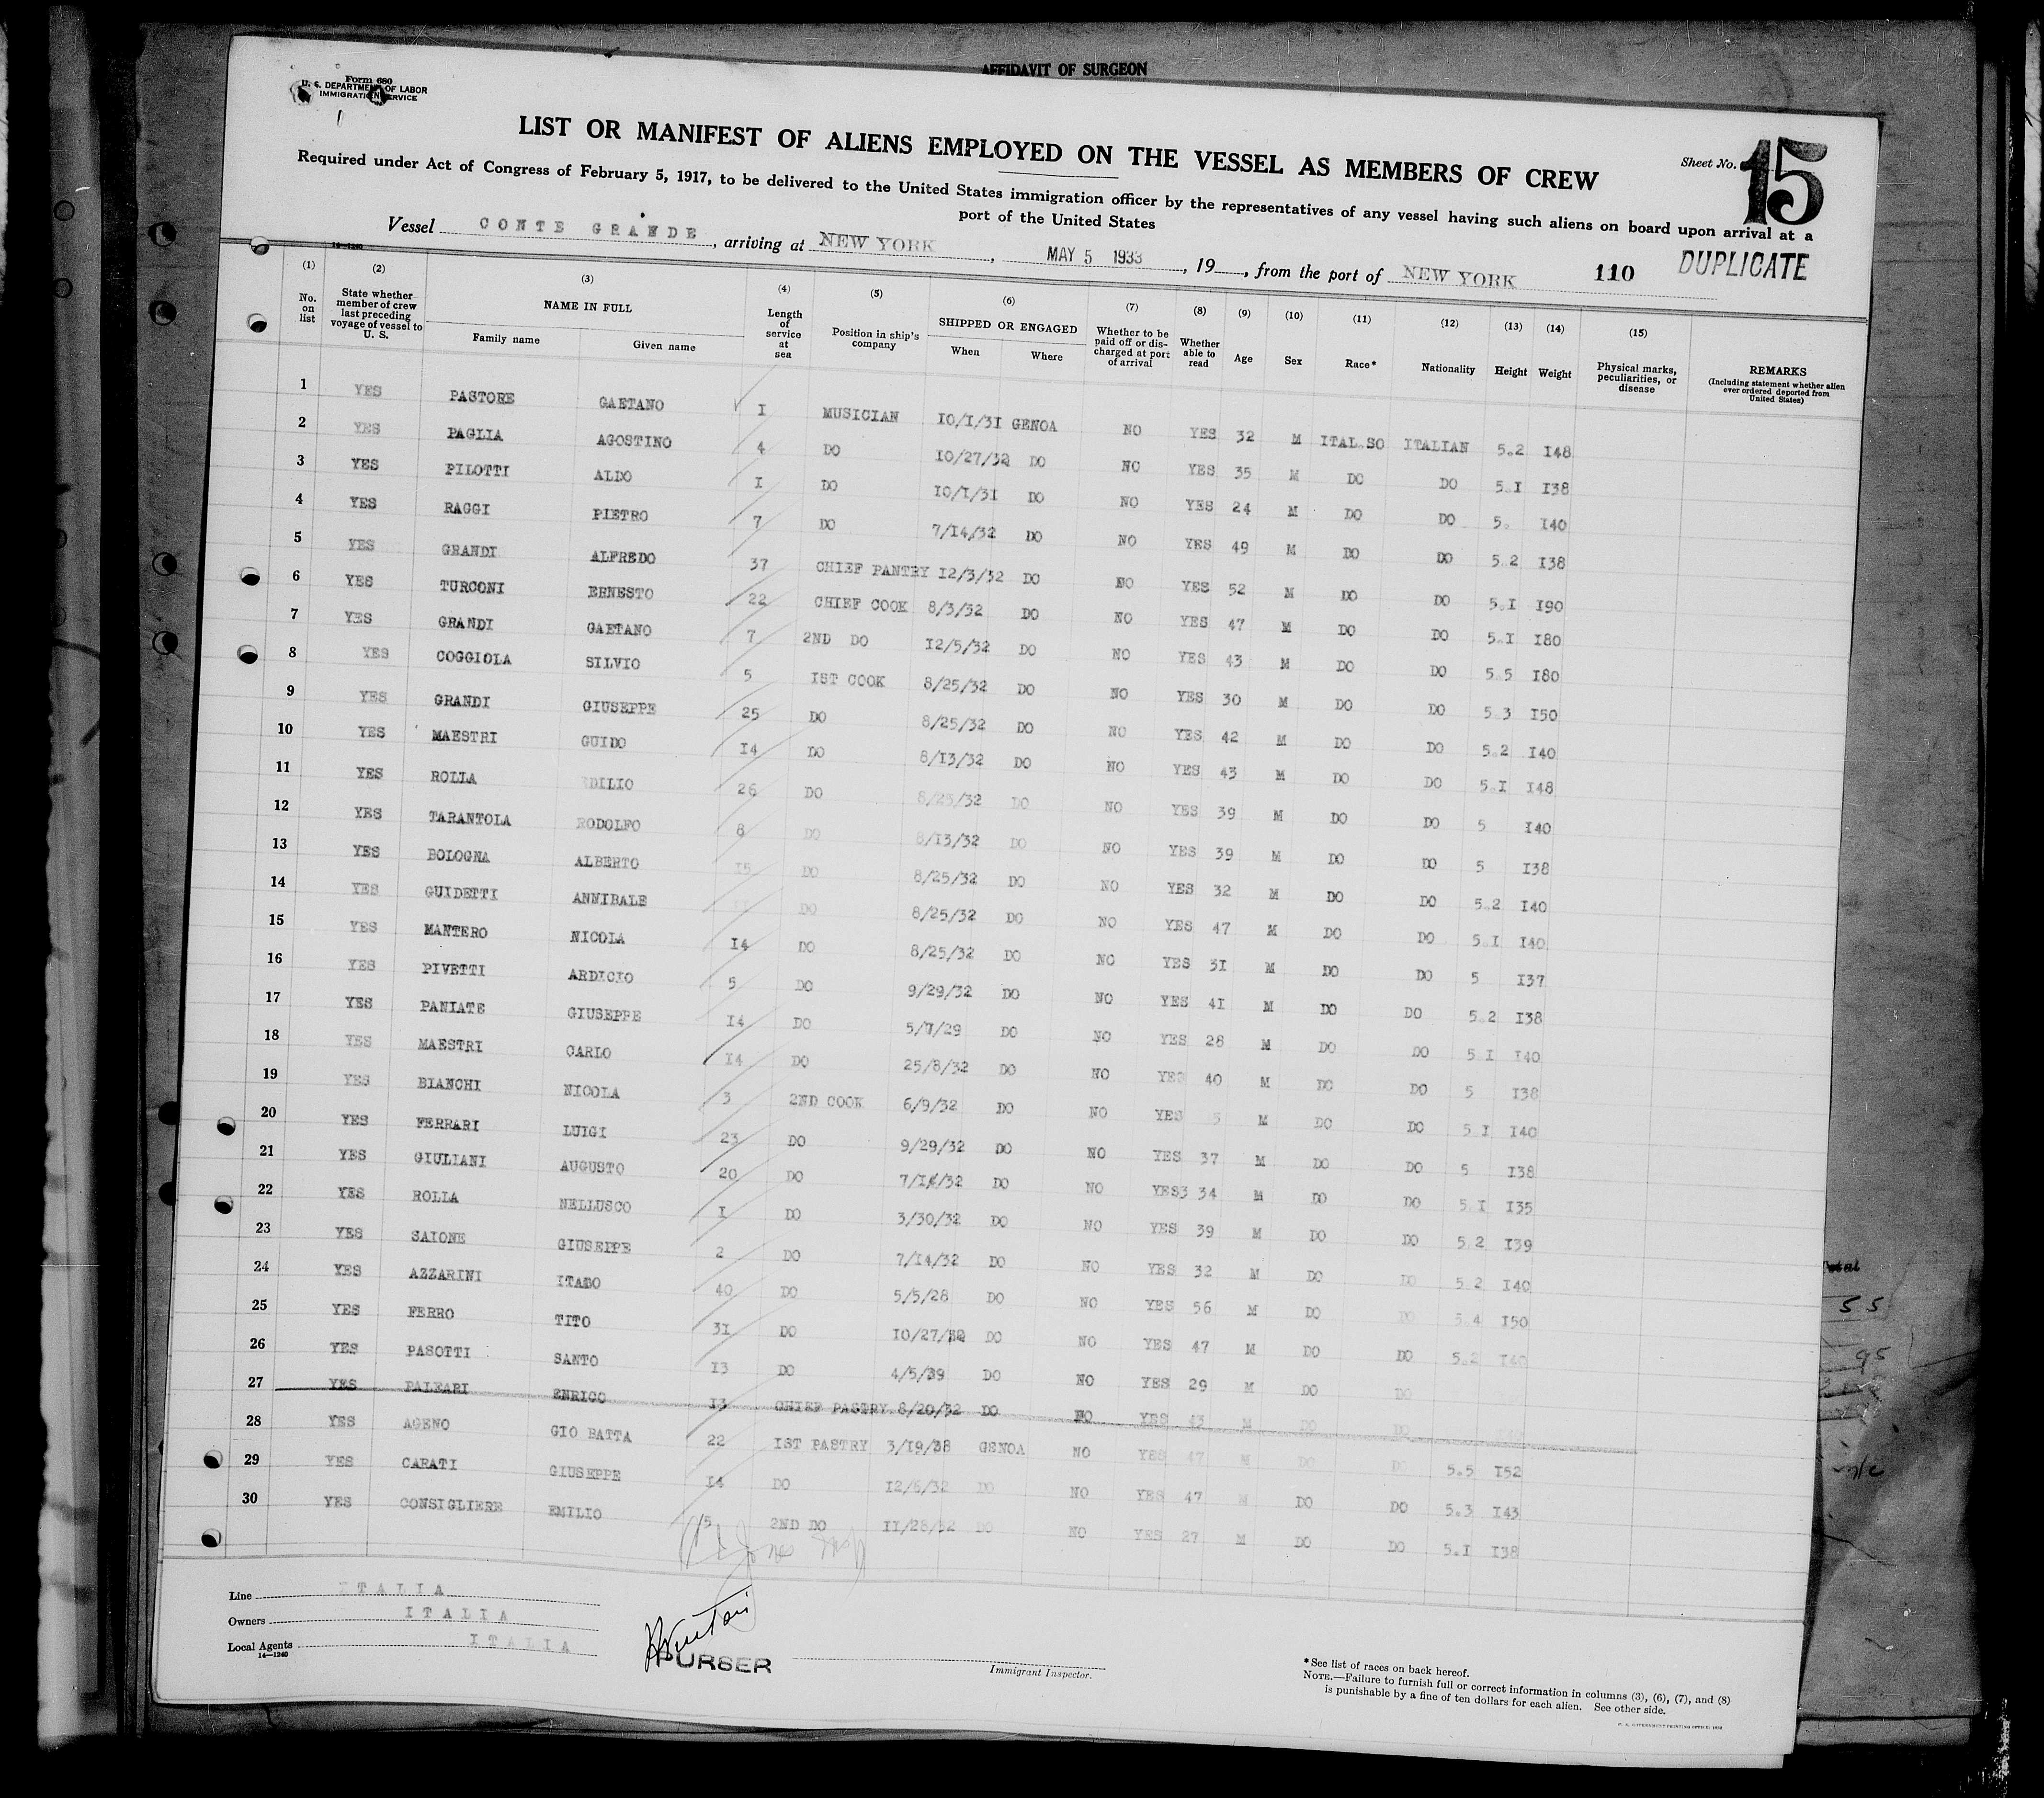 AFFIDAVIT OF SURGEON
Form 680
U. S. DEPARTMENT OF LABOR
IMMIGRATION SERVICE
LIST OR MANIFEST OF ALIENS EMPLOYED ON THE VESSEL AS MEMBERS OF CREW
Sheet No. 15
Required under Act of Congress of February 5, 1917, to be delivered to the United States immigration officer by the representatives of any vessel having such aliens on board upon arrival at a
port of the United States
Vessel CONTE GRANDE, arriving at NEW YORK, MAY 5 1933, 19, from the port of NEW YORK 110 DUPLICATE
14—1240
(1) (2) (3) (4) (5) (6) (7) (8) (9) (10) (11) (12) (13) (14) (15)
No. on list State whether member of crew last preceding voyage of vessel to U. S. NAME IN FULL Family name Given name Length of service at sea Position in ship's company SHIPPED OR ENGAGED When Where Whether to be paid off or discharged at port of arrival Whether able to read Age Sex Race* Nationality Height Weight Physical marks, peculiarities, or disease REMARKS (Including statement whether alien ever ordered deported from United States)
1 YES PASTORE GAETANO I MUSICIAN 10/1/31 GENOA NO YES 32 M ITAL.SO ITALIAN 5.2 148
2 YES PAGLIA AGOSTINO 4 DO 10/27/32 DO NO YES 35 M DO DO 5.1 138
3 YES PILOTTI ALDO I DO 10/1/31 DO NO YES 24 M DO DO 5. 140
4 YES RAGGI PIETRO 7 DO 7/14/32 DO NO YES 49 M DO DO 5.2 138
5 YES GRANDI ALFREDO 37 CHIEF PANTRY 12/3/32 DO NO YES 52 M DO DO 5.1 190
6 YES TURCONI ERNESTO 22 CHIEF COOK 8/3/32 DO NO YES 47 M DO DO 5.1 180
7 YES GRANDI GAETANO 7 2ND DO 12/5/32 DO NO YES 43 M DO DO 5.5 180
8 YES COGGIOLA SILVIO 5 1ST COOK 8/25/32 DO NO YES 30 M DO DO 5.3 150
9 YES GRANDI GIUSEPPE 25 DO 8/25/32 DO NO YES 42 M DO DO 5.2 140
10 YES MAESTRI GUIDO 14 DO 8/13/32 DO NO YES 43 M DO DO 5.1 148
11 YES ROLLA EDILIO 26 DO 8/25/32 DO NO YES 39 M DO DO 5 140
12 YES TARANTOLA RODOLFO 8 DO 8/13/32 DO NO YES 39 M DO DO 5 138
13 YES BOLOGNA ALBERTO 15 DO 8/25/32 DO NO YES 32 M DO DO 5.2 140
14 YES GUIDETTI ANNIBALE DO 8/25/32 DO NO YES 47 M DO DO 5.1 140
15 YES MANTERO NICOLA 14 DO 8/25/32 DO NO YES 31 M DO DO 5 137
16 YES PIVETTI ARDICIO 5 DO 9/29/32 DO NO YES 41 M DO DO 5.2 138
17 YES PANIATE GIUSEPPE 14 DO 5/7/29 DO NO YES 28 M DO DO 5.1 140
18 YES MAESTRI CARLO 14 DO 25/8/32 DO NO YES 40 M DO DO 5 138
19 YES BIANCHI NICOLA 3 2ND COOK 6/9/32 DO NO YES M DO DO 5.1 140
20 YES FERRARI LUIGI 23 DO 9/29/32 DO NO YES 37 M DO DO 5 138
21 YES GIULIANI AUGUSTO 20 DO DO NO YES3 34 M DO DO 5.1 135
22 YES ROLLA NELLUSCO I DO 3/30/32 DO NO YES 39 M DO DO 5.2 139
23 YES SAIONE GIUSEPPE 2 DO 7/14/32 DO NO YES 32 M DO DO 5.2 140
24 YES AZZARINI ITALO 40 DO 5/5/28 DO NO YES 56 M DO DO 5.4 150
25 YES FERRO TITO 31 DO 10/27/32 DO NO YES 47 M DO DO 5.2 140
26 YES PASOTTI SANTO 13 DO 4/5/39 DO NO YES 29 M DO DO
27 YES PALEARI ENRICO 13 CHIEF PASTRY 8/20/32 DO NO YES 43 M DO DO
28 YES AGENO GIO BATTA 22 1ST PASTRY 3/19/38 GENOA NO YES 47 M DO DO 5.5 152
29 YES CARATI GIUSEPPE 14 DO 12/6/32 DO NO YES 47 M DO DO 5.3 143
30 YES CONSIGLIERE EMILIO 5 2ND DO 11/28/32 DO NO YES 27 M DO DO 5.1 138
Line ITALIA
Owners ITALIA
Local Agents ITALIA
14—1240
PURSER
Immigrant Inspector.
*See list of races on back hereof.
NOTE.—Failure to furnish full or correct information in columns (3), (6), (7), and (8)
is punishable by a fine of ten dollars for each alien. See other side.
U. S. GOVERNMENT PRINTING OFFICE: 1932
Total
55
95